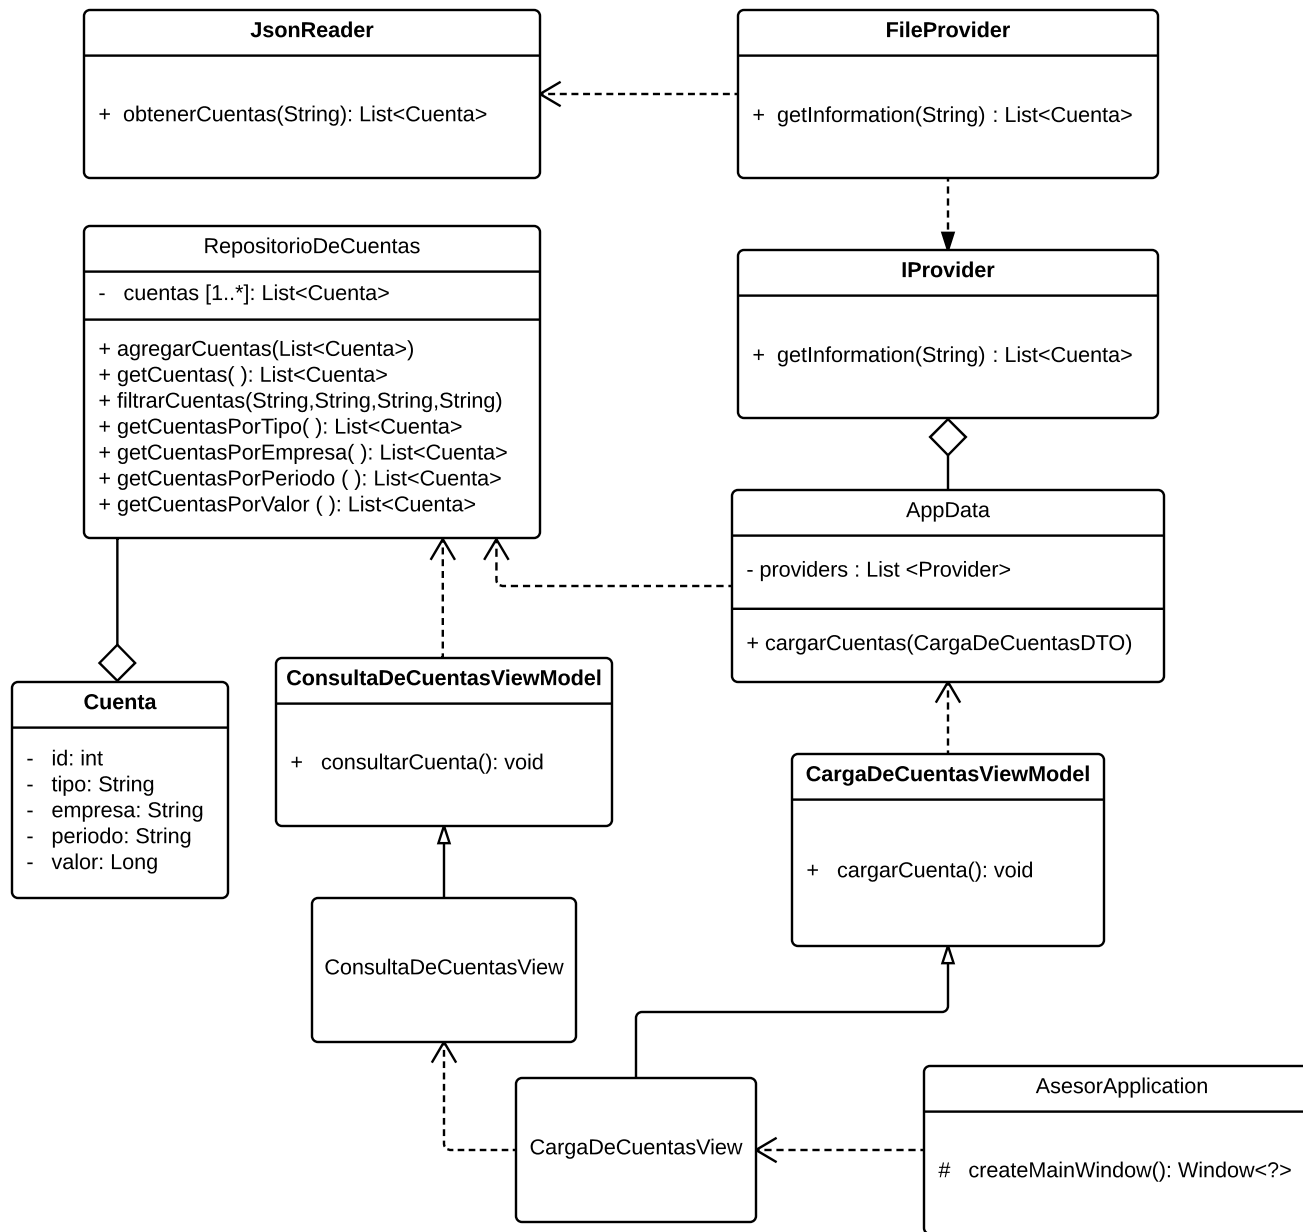 JsonReader
+ obtenerCuentas(String): List<Cuenta>
FileProvider
+ getInformation(String) : List<Cuenta>
RepositorioDeCuentas
- cuentas [1..*]: List<Cuenta>
+ agregarCuentas(List<Cuenta>)
+ getCuentas( ): List<Cuenta>
+ filtrarCuentas(String,String,String,String)
+ getCuentasPorTipo( ): List<Cuenta>
+ getCuentasPorEmpresa( ): List<Cuenta>
+ getCuentasPorPeriodo ( ): List<Cuenta>
+ getCuentasPorValor ( ): List<Cuenta>
IProvider
+ getInformation(String) : List<Cuenta>
AppData
- providers : List <Provider>
+ cargarCuentas(CargaDeCuentasDTO)
Cuenta
- id: int
- tipo: String
- empresa: String
- periodo: String
- valor: Long
ConsultaDeCuentasViewModel
+ consultarCuenta(): void
CargaDeCuentasViewModel
+ cargarCuenta(): void
ConsultaDeCuentasView
CargaDeCuentasView
AsesorApplication
# createMainWindow(): Window<?>